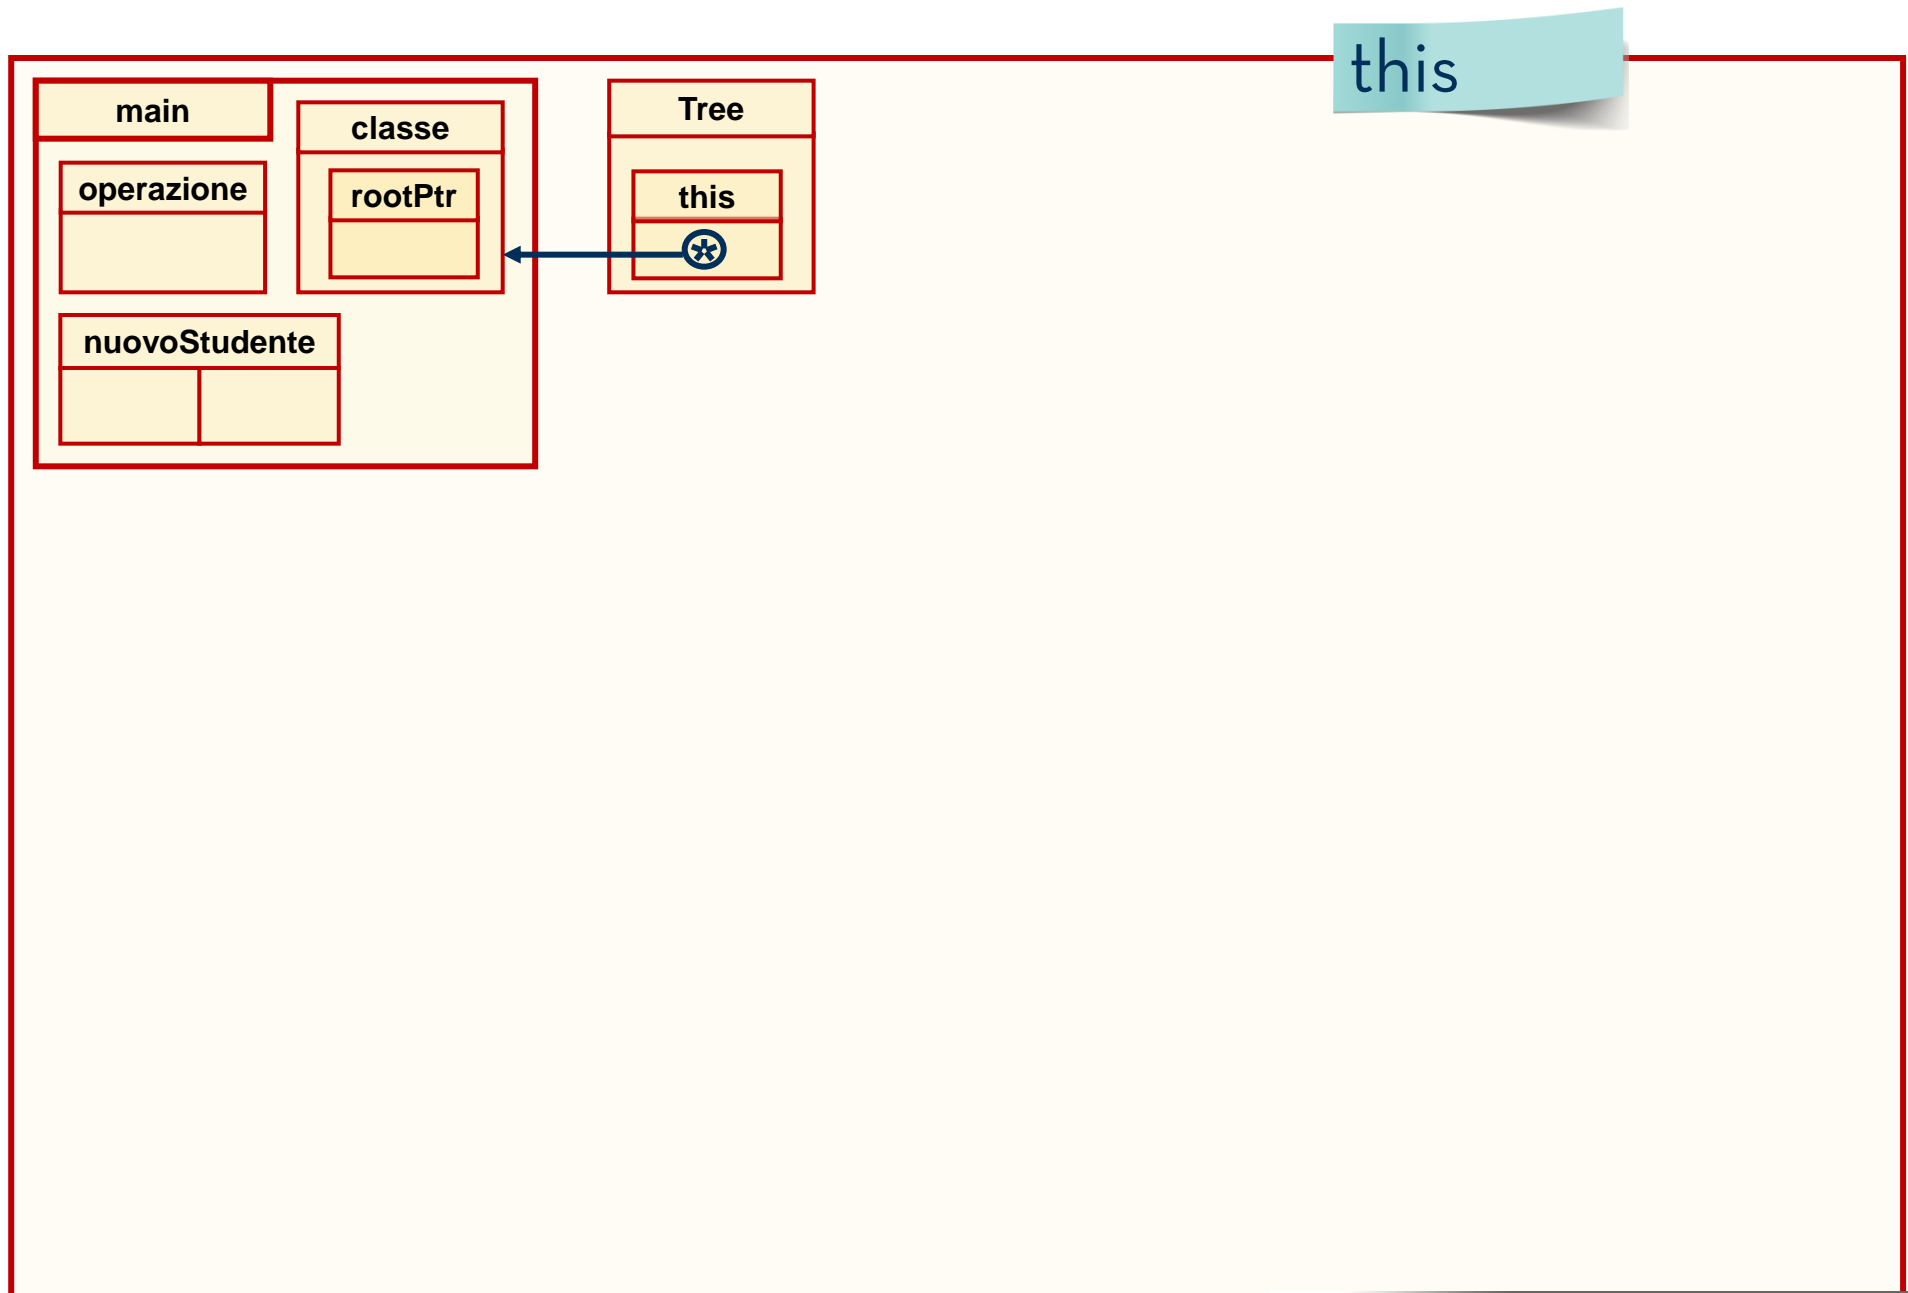 this
main
classe
Tree
operazione
rootPtr
this
nuovoStudente